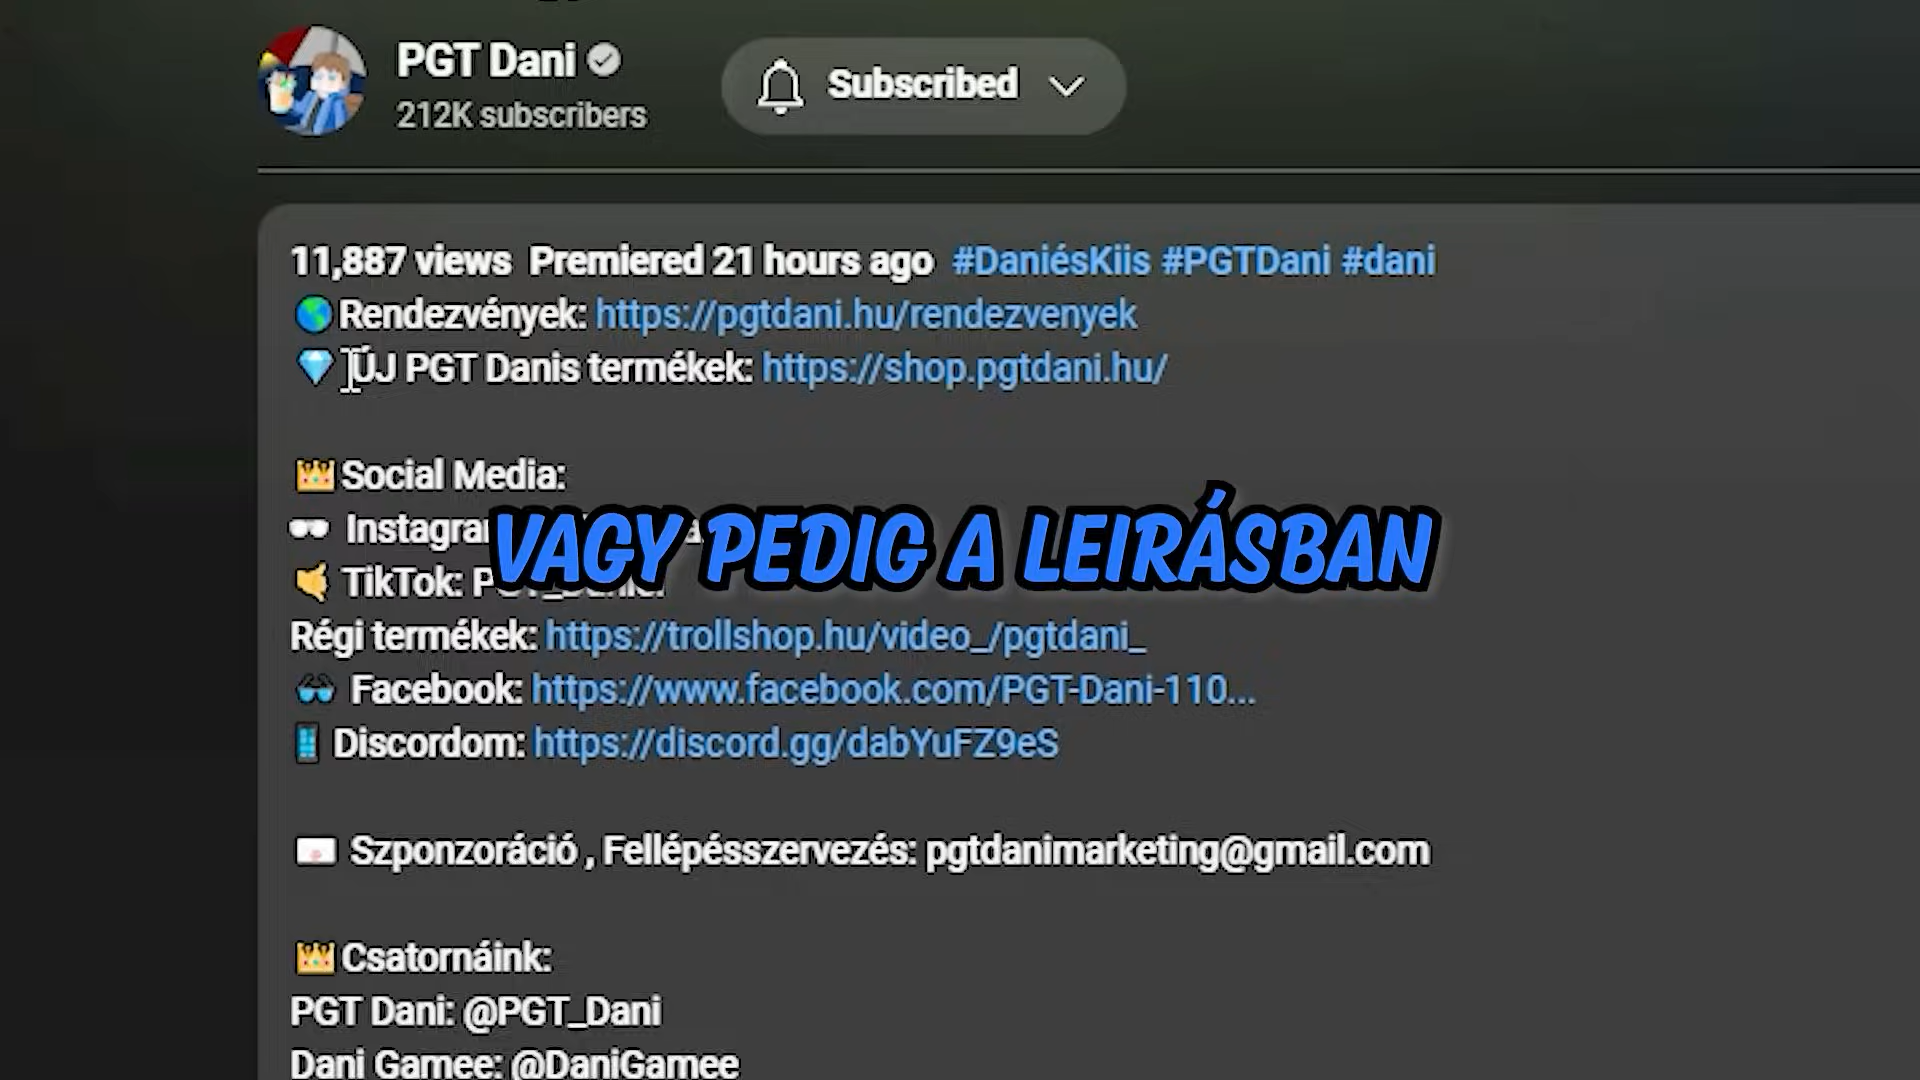 PGT Dani
212K subscribers
Subscribed
11,887 views Premiered 21 hours ago #DaniésKiis #PGTDani #dani
Rendezvények: https://pgtdani.hu/rendezvenyek
ÚJ PGT Danis termékek: https://shop.pgtdani.hu/
Social Media:
VAGY PEDIG A LEIRÁSBAN
TikTok:
Régi termékek: https://trollshop.hu/video_/pgtdani_
Facebook: https://www.facebook.com/PGT-Dani-110...
Discordom: https://discord.gg/dabYuFZ9eS
Szponzoráció , Fellépésszervezés: pgtdanimarketing@gmail.com
Csatornáink:
PGT Dani: @PGT_Dani
Dani Gamee: @DaniGamee